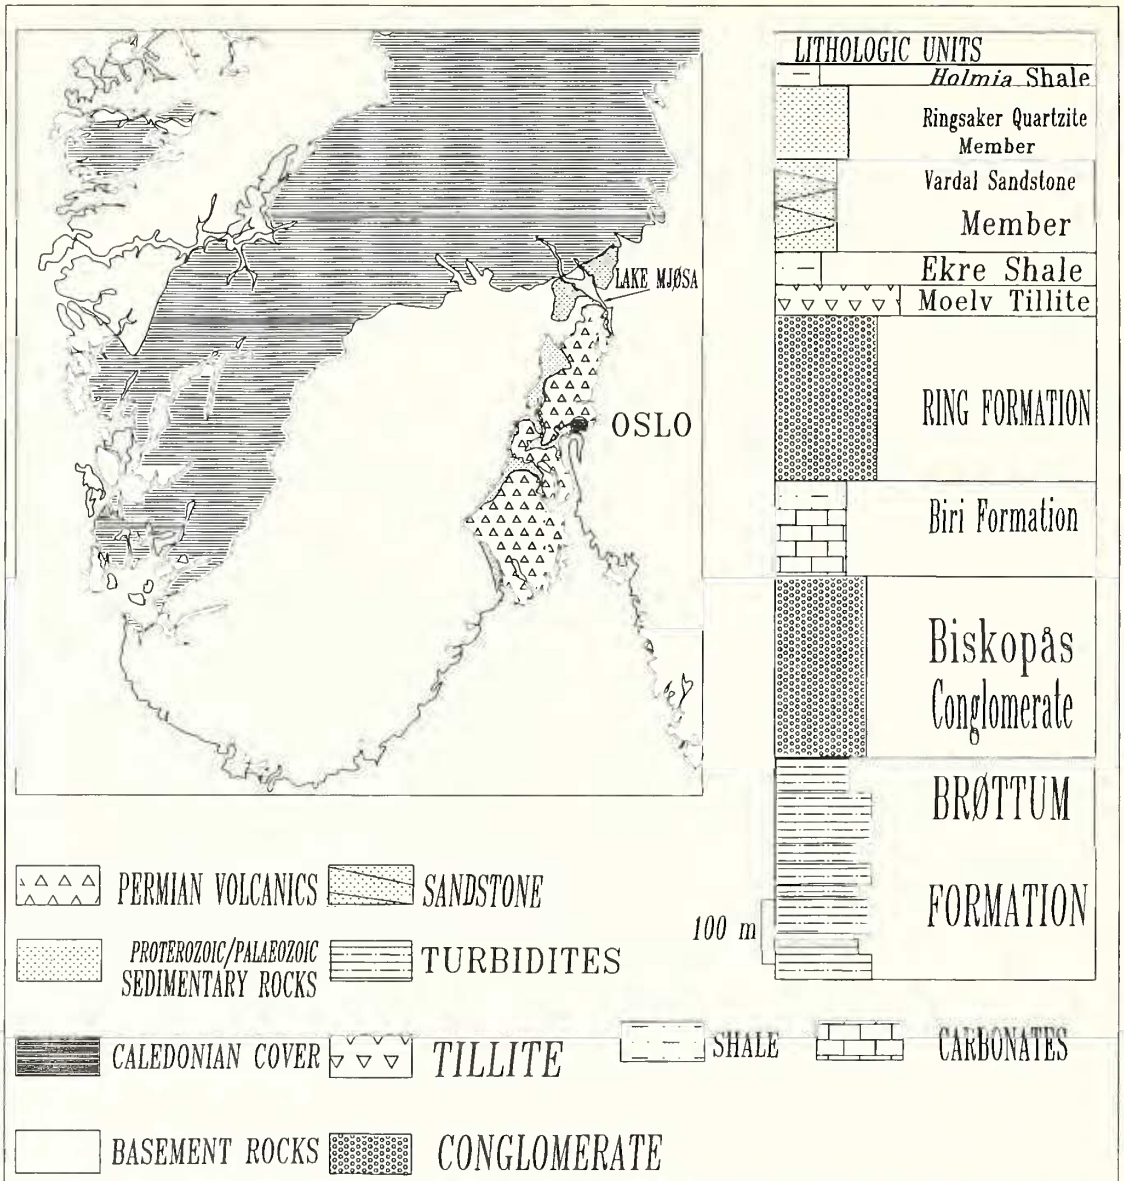 LITHOLOGIC UNITS
Holmia Shale
Ringsaker Quartzite
Member
Vardal Sandstone
Member
Ekre Shale
Moelv Tillite
RING FORMATION
Biri Formation
Biskopås
Conglomerate
BRØTTUM
FORMATION
100 m
LAKE MJØSA
OSLO
PERMIAN VOLCANICS
SANDSTONE
PROTEROZOIC/PALAEOZOIC
SEDIMENTARY ROCKS
TURBIDITES
CALEDONIAN COVER
TILLITE
SHALE
CARBONATES
BASEMENT ROCKS
CONGLOMERATE